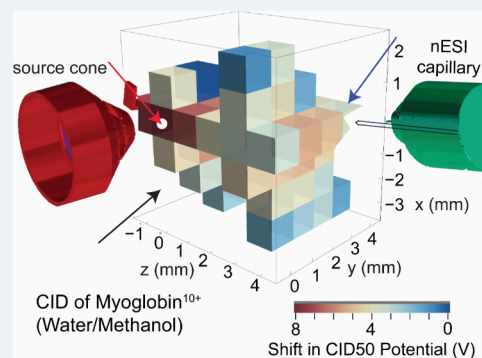 source cone
nESI
capillary
2
1
0
−1
−2
−3
x (mm)
−1
0
1
2
3
4
z (mm)
0
1
2
3
4
y (mm)
CID of Myoglobin¹⁰⁺
(Water/Methanol)
8 4 0
Shift in CID50 Potential (V)